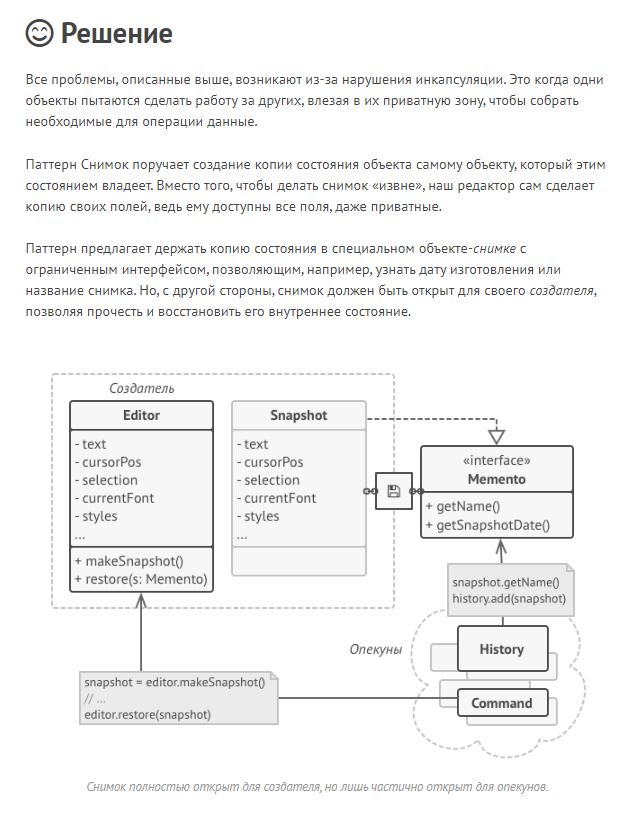 Решение
Все проблемы, описанные выше, возникают из-за нарушения инкапсуляции. Это когда одни
объекты пытаются сделать работу за других, влезая в их приватную зону, чтобы собрать
необходимые для операции данные.
Паттерн Снимок поручает создание копии состояния объекта самому объекту, который этим
состоянием владеет. Вместо того, чтобы делать снимок «извне», наш редактор сам сделает
копию своих полей, ведь ему доступны все поля, даже приватные.
Паттерн предлагает держать копию состояния в специальном объекте-снимке с
ограниченным интерфейсом, позволяющим, например, узнать дату изготовления или
название снимка. Но, с другой стороны, снимок должен быть открыт для своего создателя,
позволяя прочесть и восстановить его внутреннее состояние.
Создатель
Editor
- text
- cursorPos
- selection
- currentFont
- styles
...
+ makeSnapshot()
+ restore(s: Memento)
Snapshot
- text
- cursorPos
- selection
- currentFont
- styles
...
«interface»
Memento
+ getName()
+ getSnapshotDate()
snapshot.getName()
history.add(snapshot)
Опекуны
History
Command
snapshot = editor.makeSnapshot()
// ...
editor.restore(snapshot)
Снимок полностью открыт для создателя, но лишь частично открыт для опекунов.